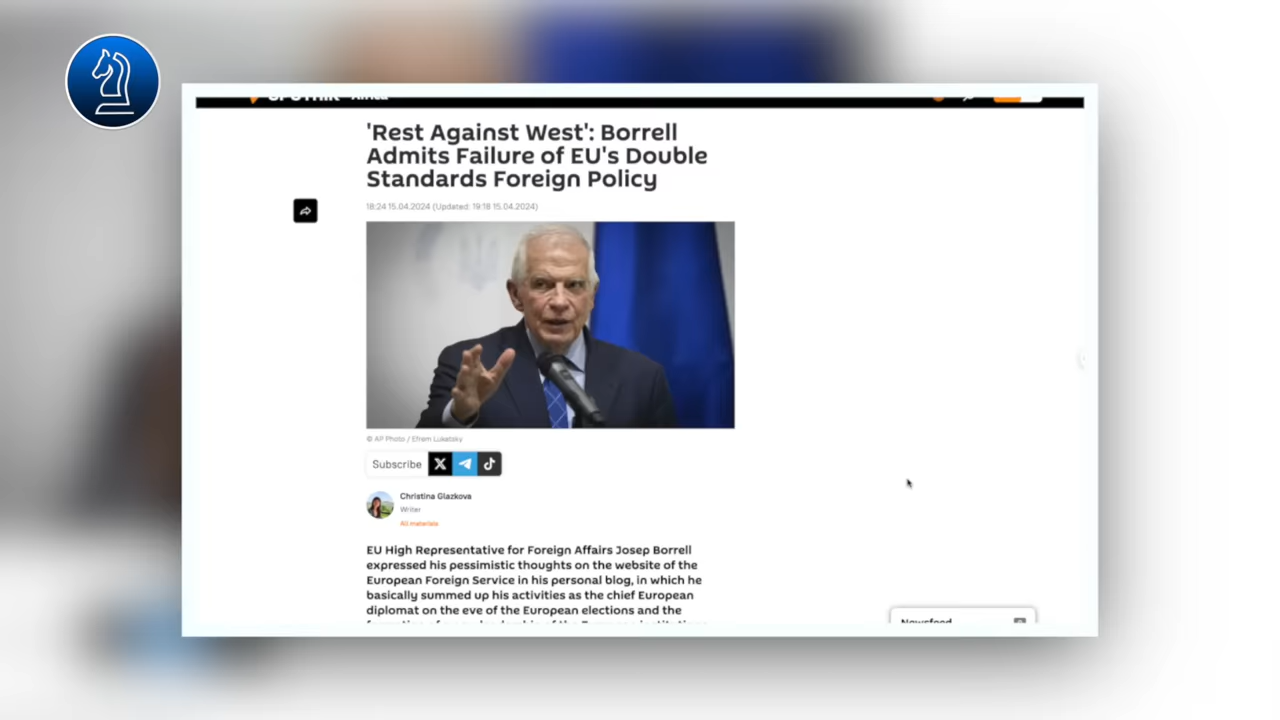 'Rest Against West': Borrell
Admits Failure of EU's Double
Standards Foreign Policy
18:24 15.04.2024 (Updated: 19:18 15.04.2024)
© AP Photo / Efrem Lukatsky
Subscribe
Christina Glazkova
Writer
All materials
EU High Representative for Foreign Affairs Josep Borrell
expressed his pessimistic thoughts on the website of the
European Foreign Service in his personal blog, in which he
basically summed up his activities as the chief European
diplomat on the eve of the European elections and the
Newsfeed